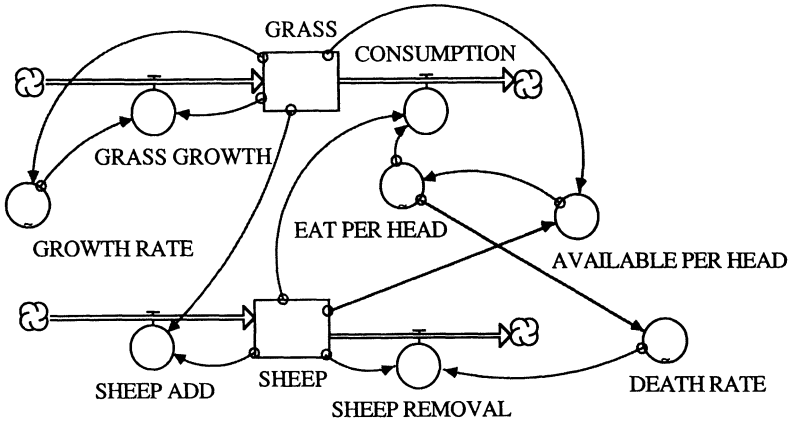 GRASS
CONSUMPTION
GRASS GROWTH
GROWTH RATE
EAT PER HEAD
AVAILABLE PER HEAD
SHEEP ADD
SHEEP
SHEEP REMOVAL
DEATH RATE